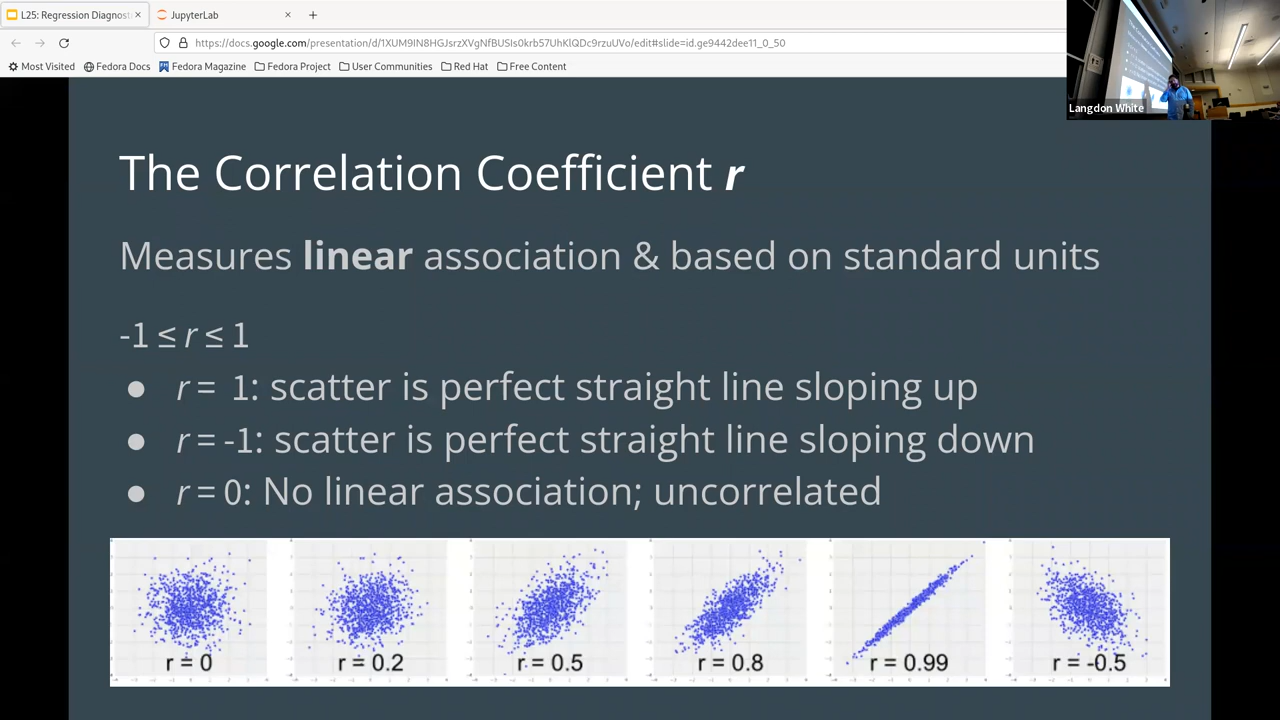 L25: Regression Diagnost
JupyterLab
https://docs.google.com/presentation/d/1XUM9IN8HGJsrzXVgNfBUSIs0krb57UhKlQDc9rzuUVo/edit#slide=id.ge9442dee11_0_50
Most Visited Fedora Docs Fedora Magazine Fedora Project User Communities Red Hat Free Content
Langdon White
The Correlation Coefficient r
Measures linear association & based on standard units
-1 ≤ r ≤ 1
● r = 1: scatter is perfect straight line sloping up
● r = -1: scatter is perfect straight line sloping down
● r = 0: No linear association; uncorrelated
r = 0 r = 0.2 r = 0.5 r = 0.8 r = 0.99 r = -0.5